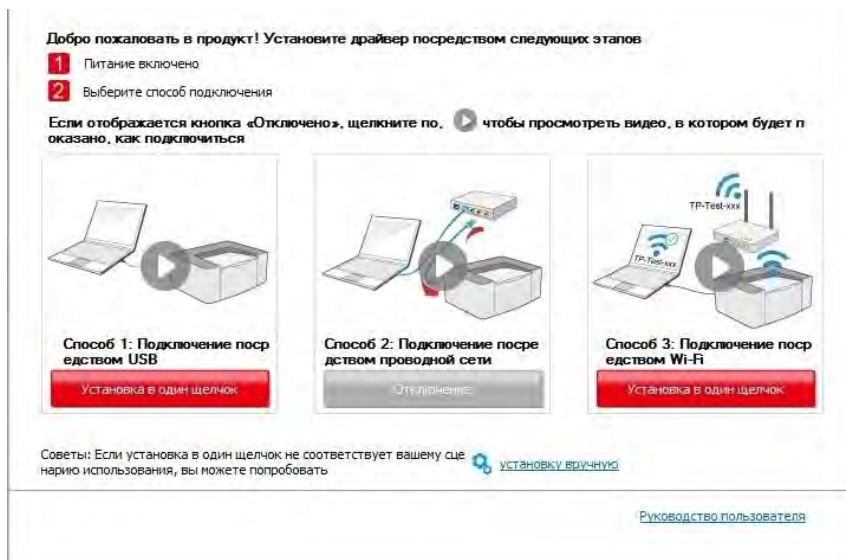 Добро пожаловать в продукт! Установите драйвер посредством следующих этапов
1 Питание включено
2 Выберите способ подключения
Если отображается кнопка «Отключено», щелкните по, чтобы просмотреть видео, в котором будет п
оказано, как подключиться
TP-Test-xxx
TP-Test-xxx
Способ 1: Подключение поср
едством USB
Установка в один щелчок
Способ 2: Подключение посре
дством проводной сети
Отключение
Способ 3: Подключение поср
едством Wi-Fi
Установка в один щелчок
Советы: Если установка в один щелчок не соответствует вашему сце
нарию использования, вы можете попробовать
установку вручную
Руководство пользователя